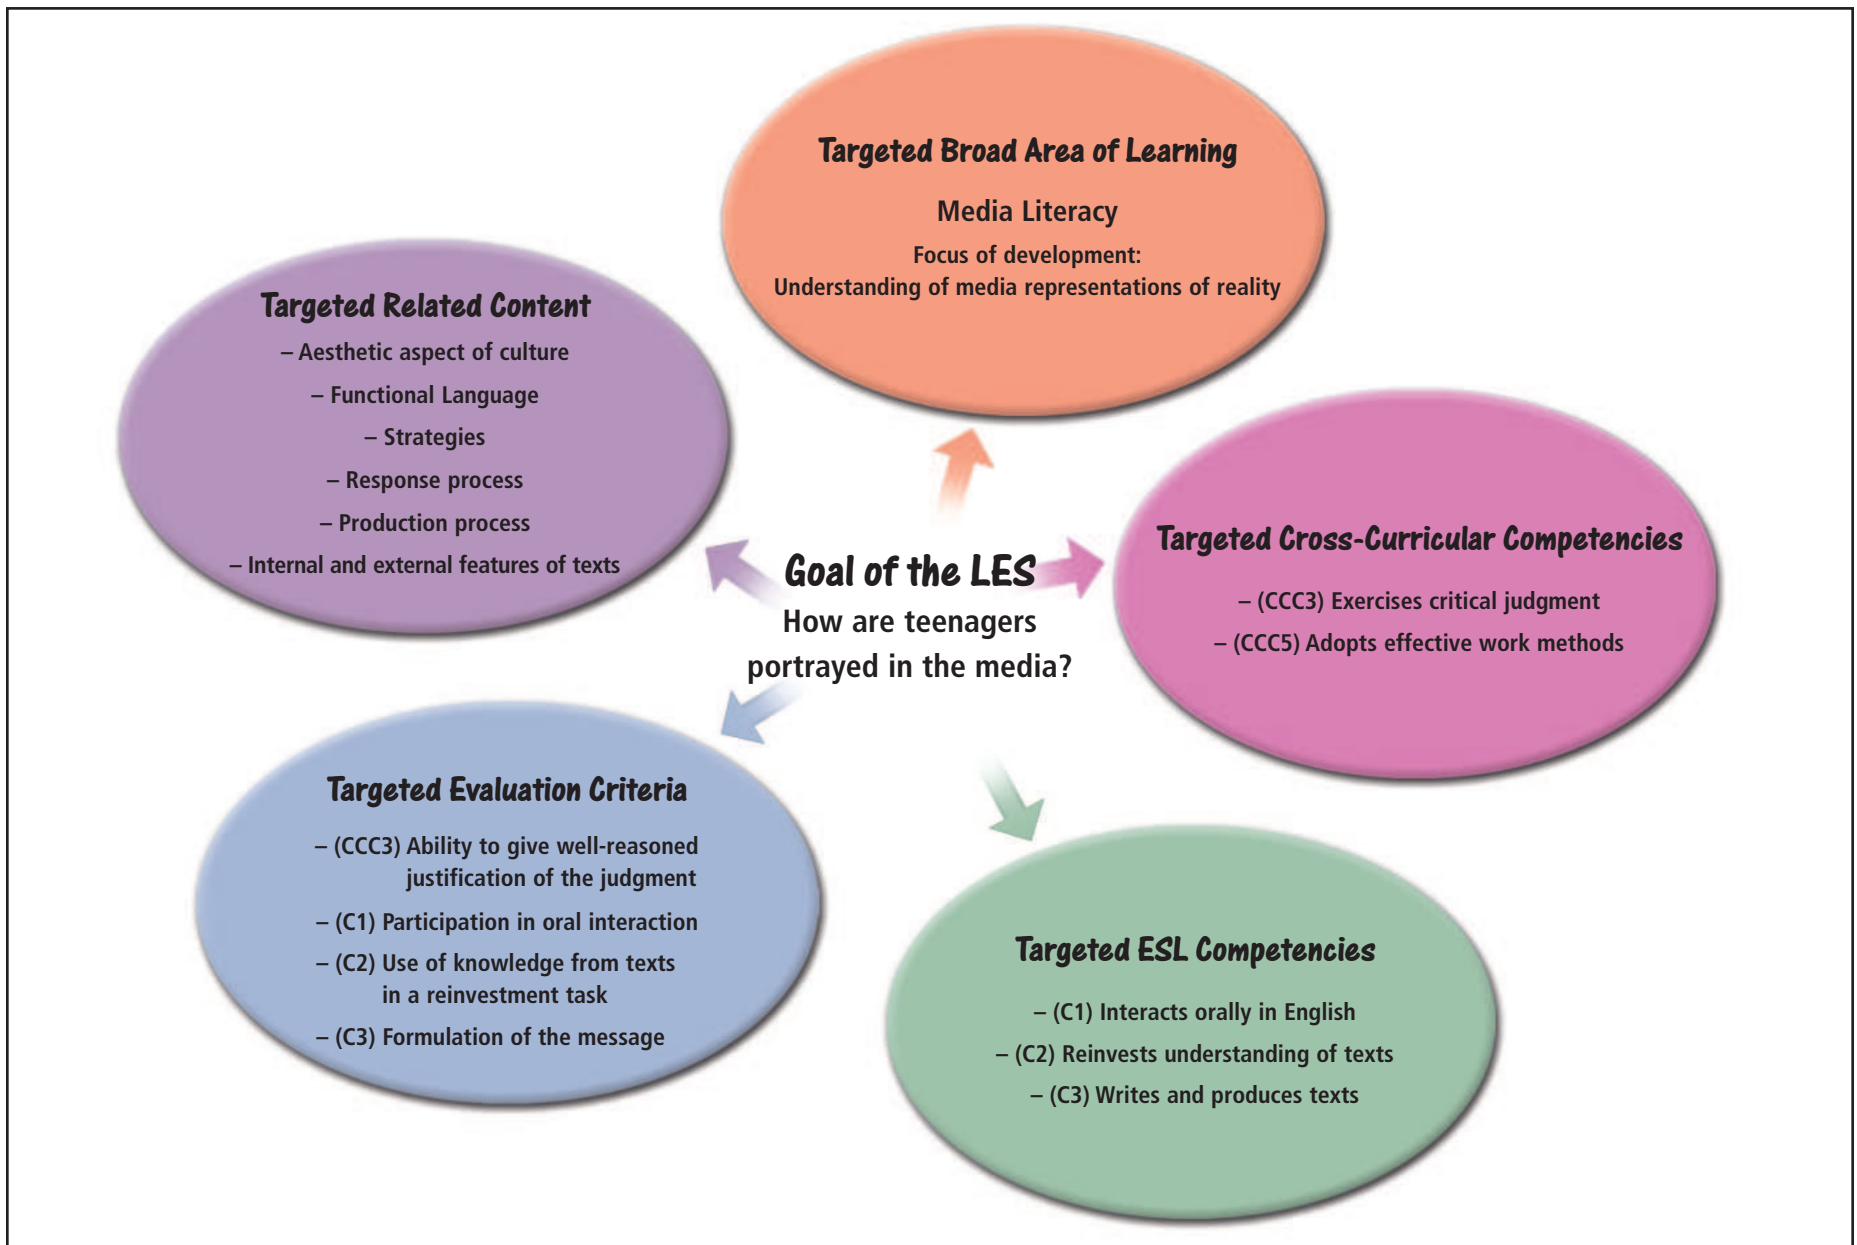 Targeted Broad Area of Learning
Media Literacy
Focus of development:
Understanding of media representations of reality
Targeted Related Content
– Aesthetic aspect of culture
– Functional Language
– Strategies
– Response process
– Production process
– Internal and external features of texts
Targeted Cross-Curricular Competencies
– (CCC3) Exercises critical judgment
– (CCC5) Adopts effective work methods
Goal of the LES
How are teenagers
portrayed in the media?
Targeted Evaluation Criteria
– (CCC3) Ability to give well-reasoned
justification of the judgment
– (C1) Participation in oral interaction
– (C2) Use of knowledge from texts
in a reinvestment task
– (C3) Formulation of the message
Targeted ESL Competencies
– (C1) Interacts orally in English
– (C2) Reinvests understanding of texts
– (C3) Writes and produces texts